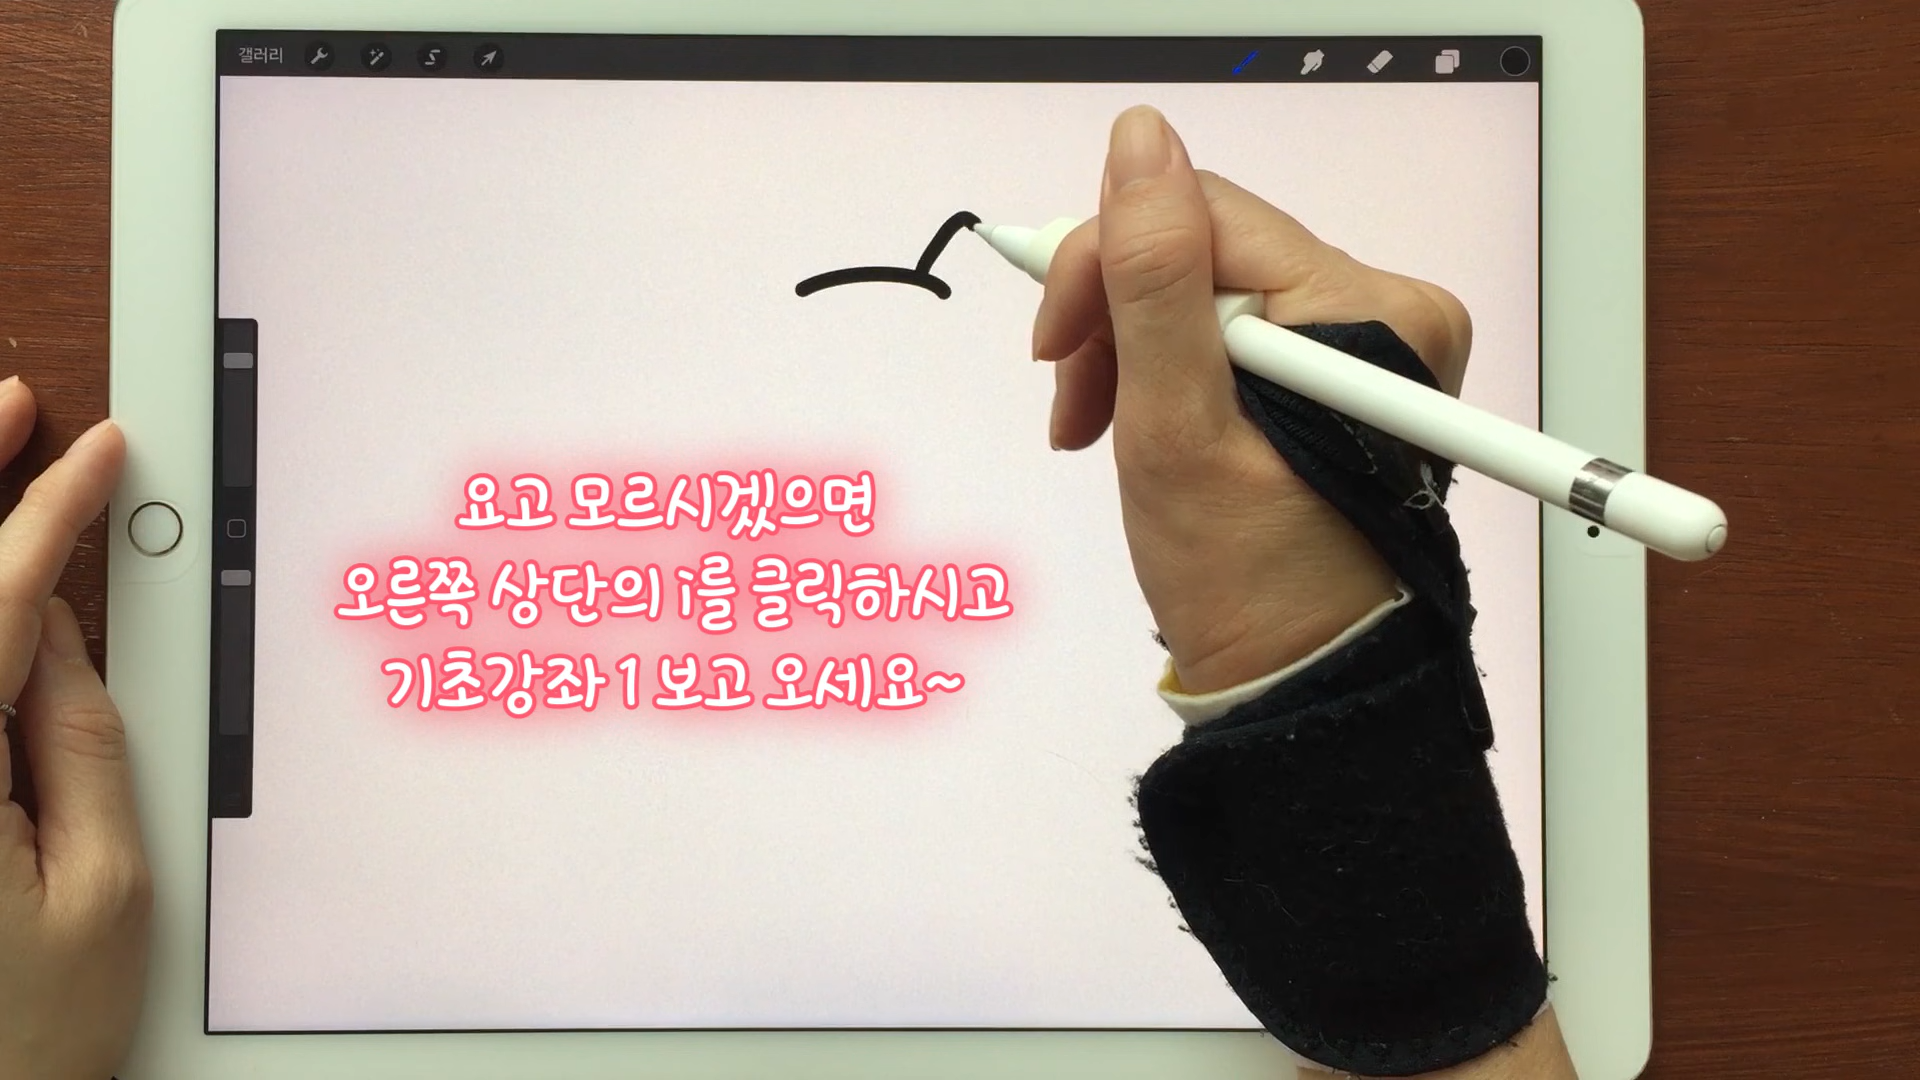 갤러리
요고 모르시겠으면
오른쪽 상단의 i를 클릭하시고
기초강좌 1 보고 오세요~